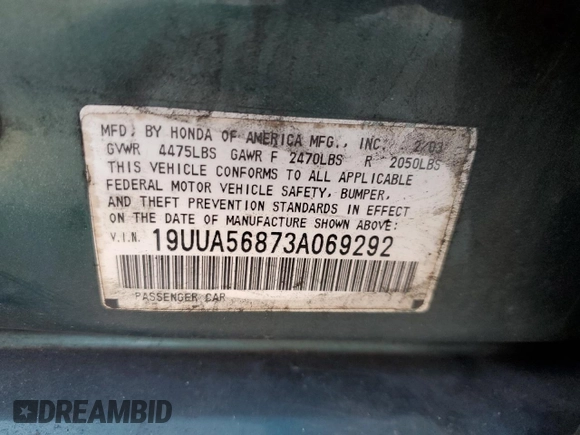 MFD. BY HONDA OF AMERICA MFG., INC. 2/03
GVWR 4475LBS GAWR F 2470LBS R 2050LBS
THIS VEHICLE CONFORMS TO ALL APPLICABLE
FEDERAL MOTOR VEHICLE SAFETY, BUMPER,
AND THEFT PREVENTION STANDARDS IN EFFECT
ON THE DATE OF MANUFACTURE SHOWN ABOVE:
V.I.N. 19UUA56873A069292
PASSENGER CAR
DREAMBID